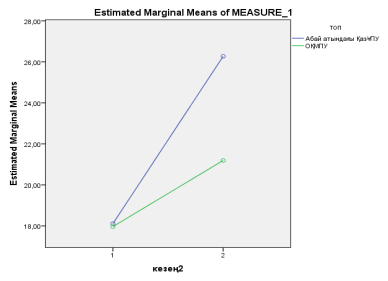 Estimated Marginal Means of MEASURE_1
топ
Абай атындағы ҚазҰПУ
ОҚМПУ
28,00
26,00
24,00
22,00
20,00
18,00
Estimated Marginal Means
1 2
кезең2